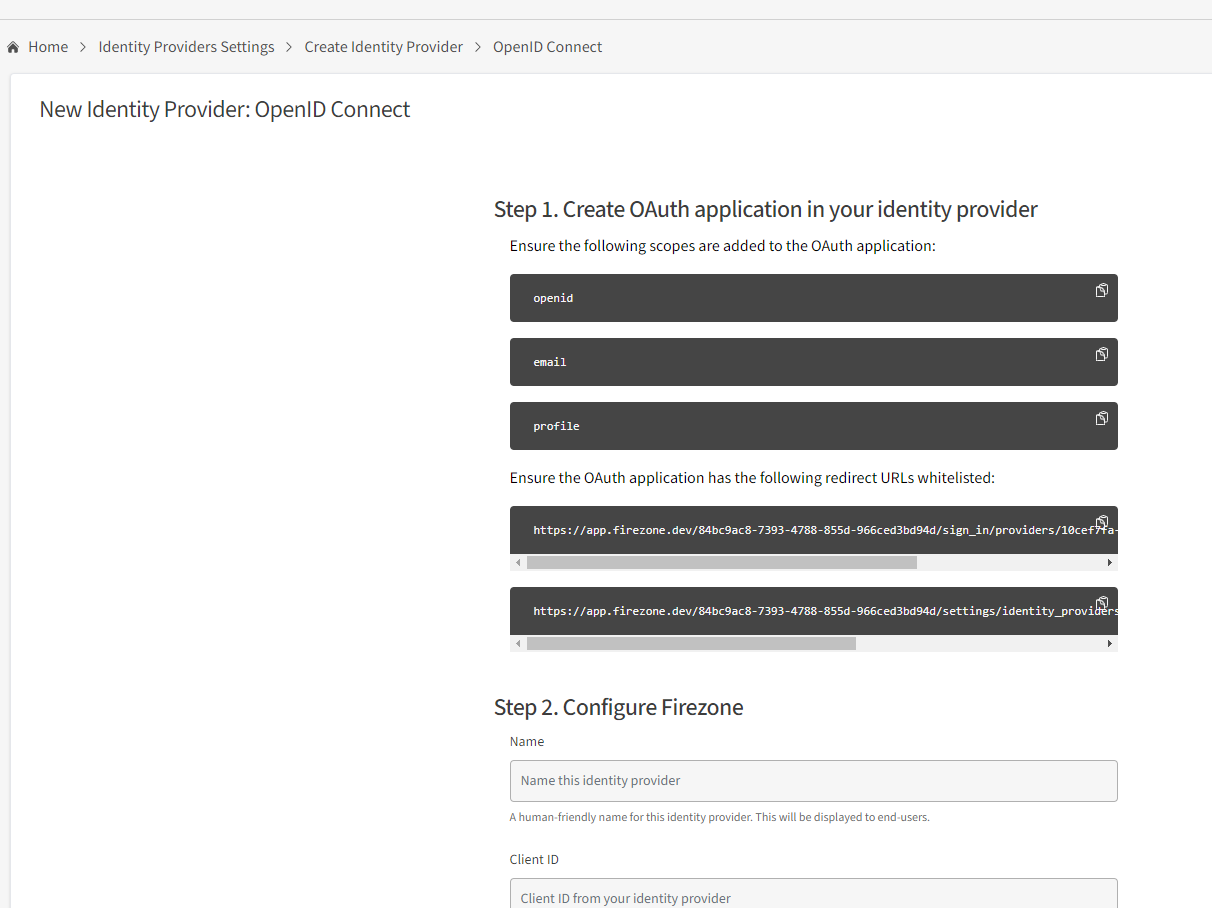 Home > Identity Providers Settings > Create Identity Provider > OpenID Connect
New Identity Provider: OpenID Connect
Step 1. Create OAuth application in your identity provider
Ensure the following scopes are added to the OAuth application:
openid
email
profile
Ensure the OAuth application has the following redirect URLs whitelisted:
https://app.firezone.dev/84bc9ac8-7393-4788-855d-966ced3bd94d/sign_in/providers/10cef7fa-
https://app.firezone.dev/84bc9ac8-7393-4788-855d-966ced3bd94d/settings/identity_providers
Step 2. Configure Firezone
Name
Name this identity provider
A human-friendly name for this identity provider. This will be displayed to end-users.
Client ID
Client ID from your identity provider